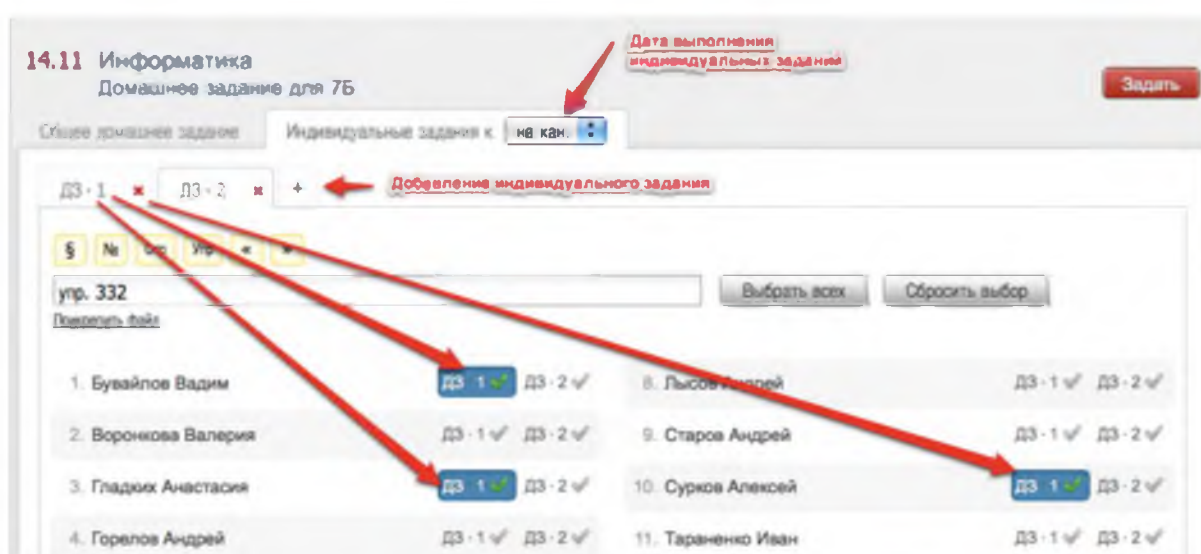 14.11 Информатика
Домашнее задание для 7Б
Дата выполнения
индивидуальных заданий
Задать
Общее домашнее задание
Индивидуальные задания к на кан.
ДЗ - 1 × ДЗ - 2 × +
Добавление индивидуального задания
§ № Стр Упр « »
упр. 332
Выбрать всех Сбросить выбор
Прикрепить файл
1. Бувайлов Вадим ДЗ 1 ДЗ - 2 8. Лысов Андрей ДЗ - 1 ДЗ - 2
2. Воронкова Валерия ДЗ - 1 ДЗ - 2 9. Старов Андрей ДЗ - 1 ДЗ - 2
3. Гладких Анастасия ДЗ 1 ДЗ - 2 10. Сурков Алексей ДЗ 1 ДЗ - 2
4. Горелов Андрей ДЗ - 1 ДЗ - 2 11. Тараненко Иван ДЗ - 1 ДЗ - 2